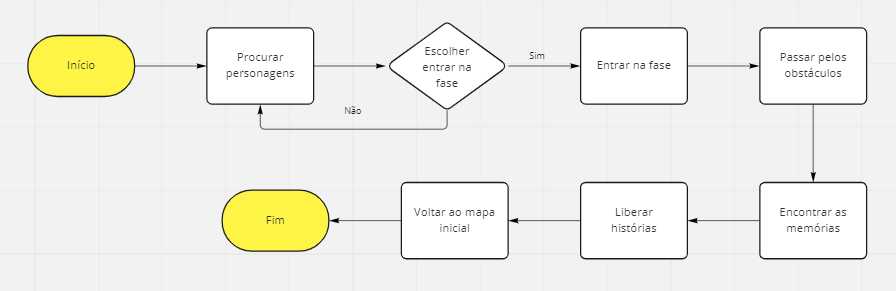 Início
Procurar
personagens
Escolher
entrar na
fase
Sim
Entrar na fase
Passar pelos
obstáculos
Não
Encontrar as
memórias
Liberar
histórias
Voltar ao mapa
inicial
Fim